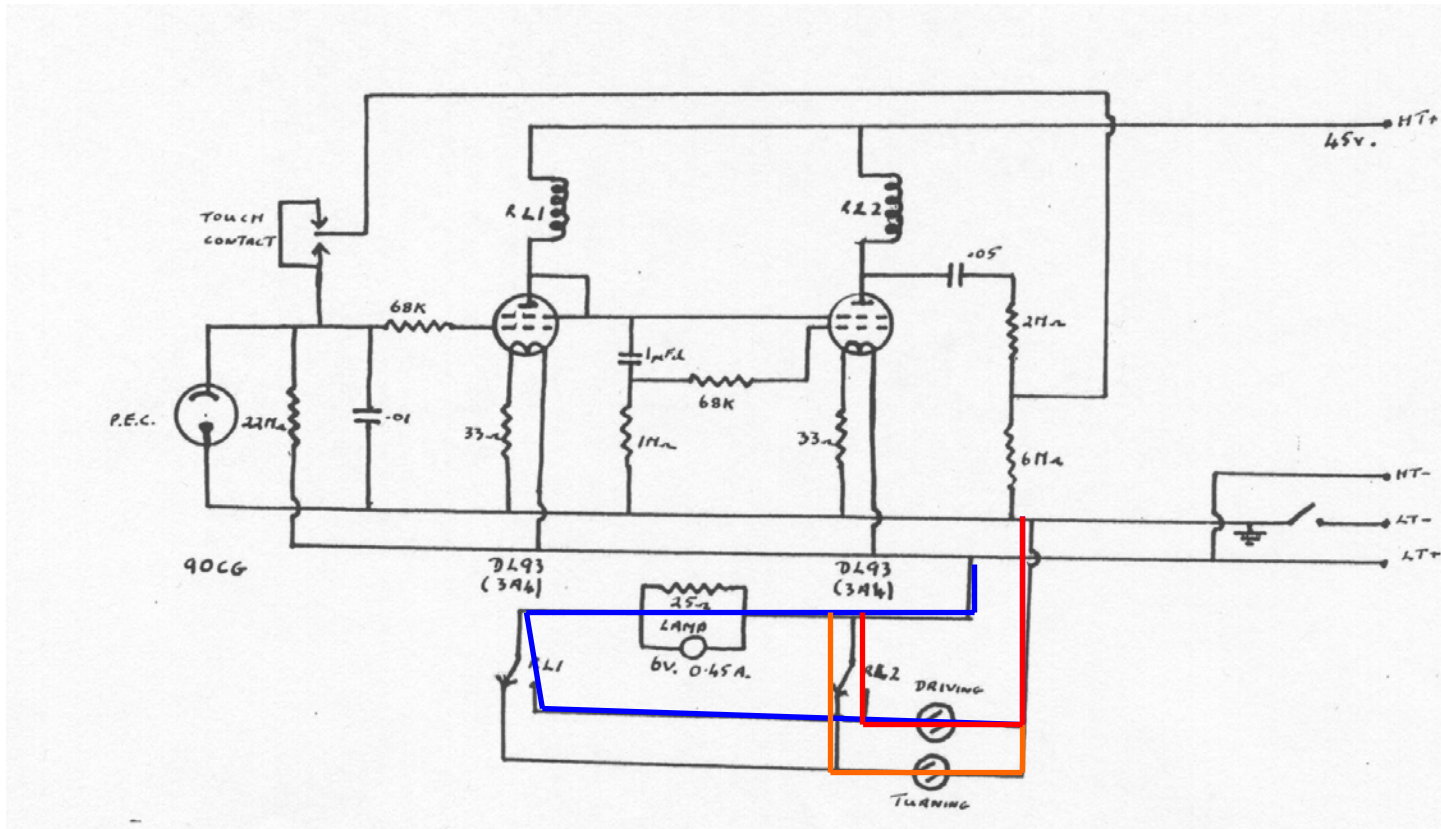 HT+
45v.
TOUCH
CONTACT
RL1
RL2
.05
68K
2MΩ
1μFd
68K
P.E.C.
22MΩ
.01
33Ω
1MΩ
33Ω
6MΩ
HT-
LT-
LT+
90CG
DL93
(3A4)
DL93
(3A4)
25Ω
LAMP
6V. 0.45A.
RL1
RL2
DRIVING
TURNING